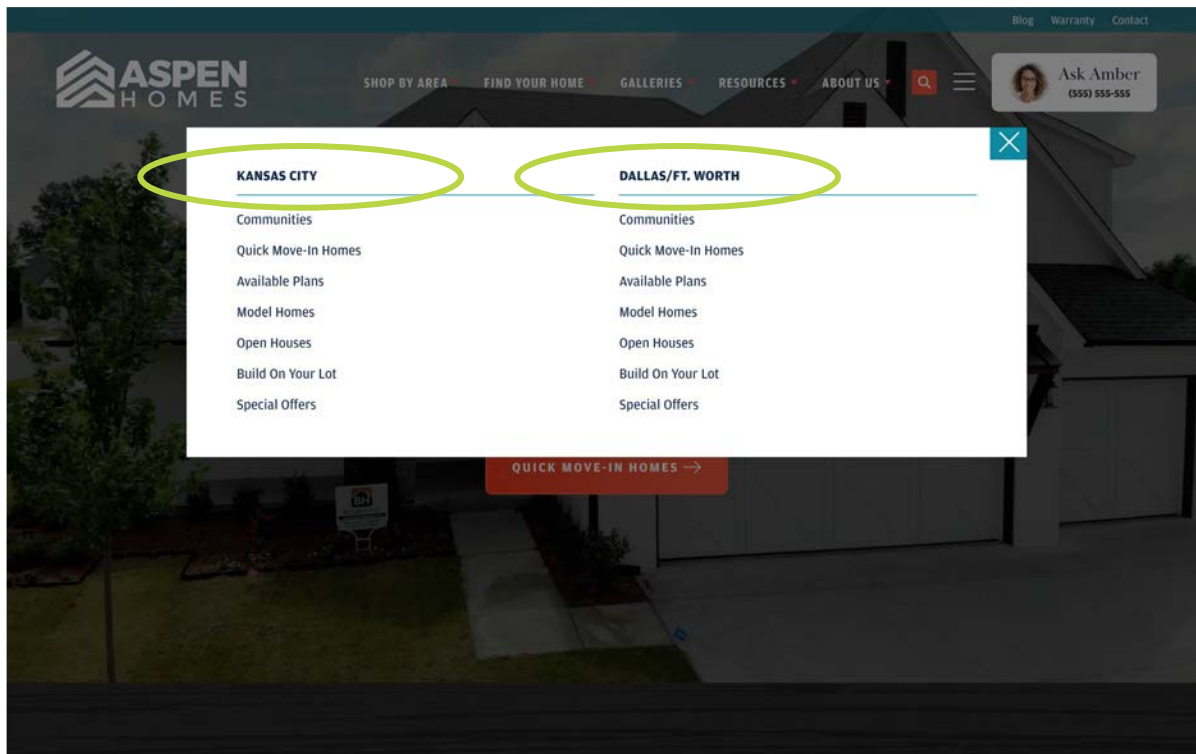 Blog Warranty Contact
ASPEN
HOMES
SHOP BY AREA FIND YOUR HOME GALLERIES RESOURCES ABOUT US
Ask Amber
(555) 555-555
KANSAS CITY
Communities
Quick Move-In Homes
Available Plans
Model Homes
Open Houses
Build On Your Lot
Special Offers
DALLAS/FT. WORTH
Communities
Quick Move-In Homes
Available Plans
Model Homes
Open Houses
Build On Your Lot
Special Offers
QUICK MOVE-IN HOMES →
BH